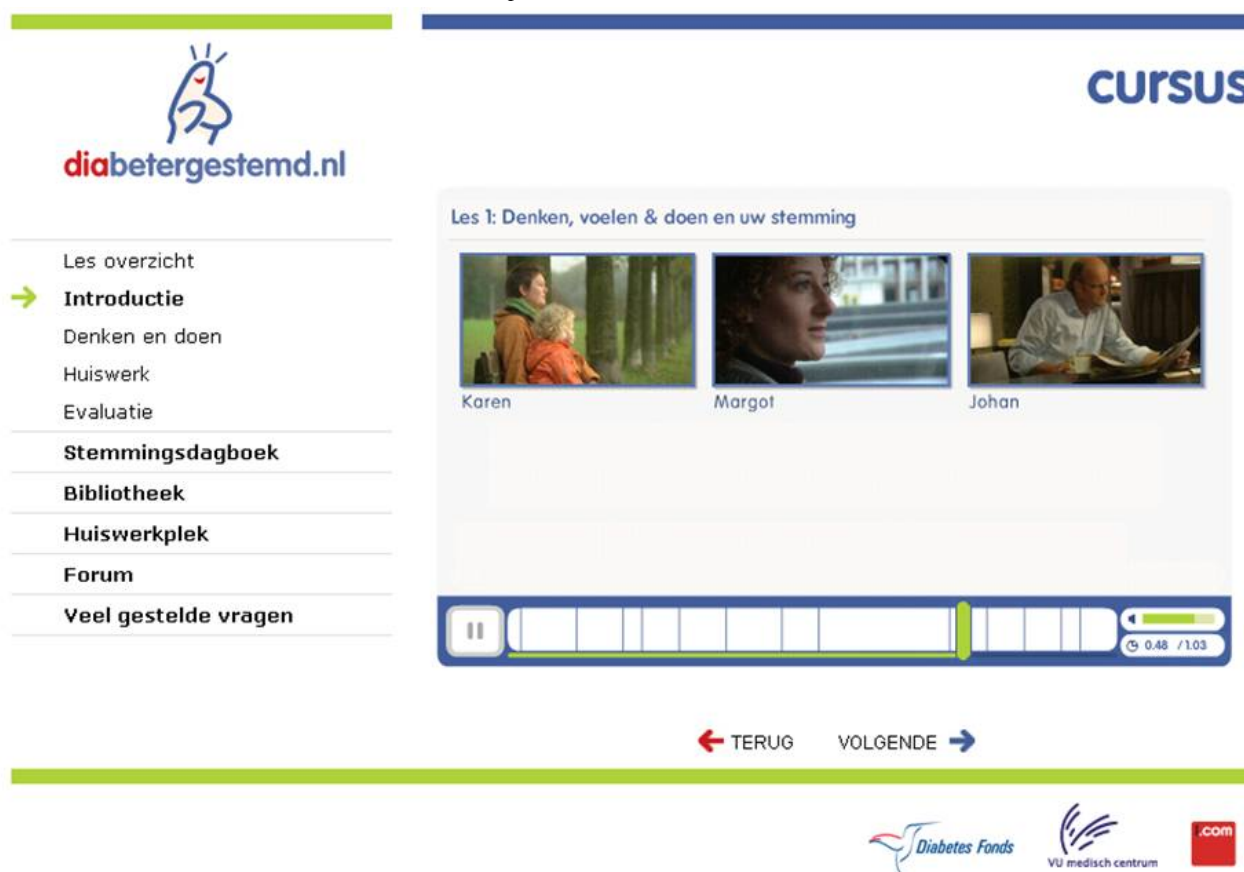 cursus
diabetergestemd.nl
Les overzicht
Introductie
Denken en doen
Huiswerk
Evaluatie
Stemmingsdagboek
Bibliotheek
Huiswerkplek
Forum
Veel gestelde vragen
Les 1: Denken, voelen & doen en uw stemming
Karen Margot Johan
0.48 / 1.03
TERUG VOLGENDE
Diabetes Fonds
VU medisch centrum
.com